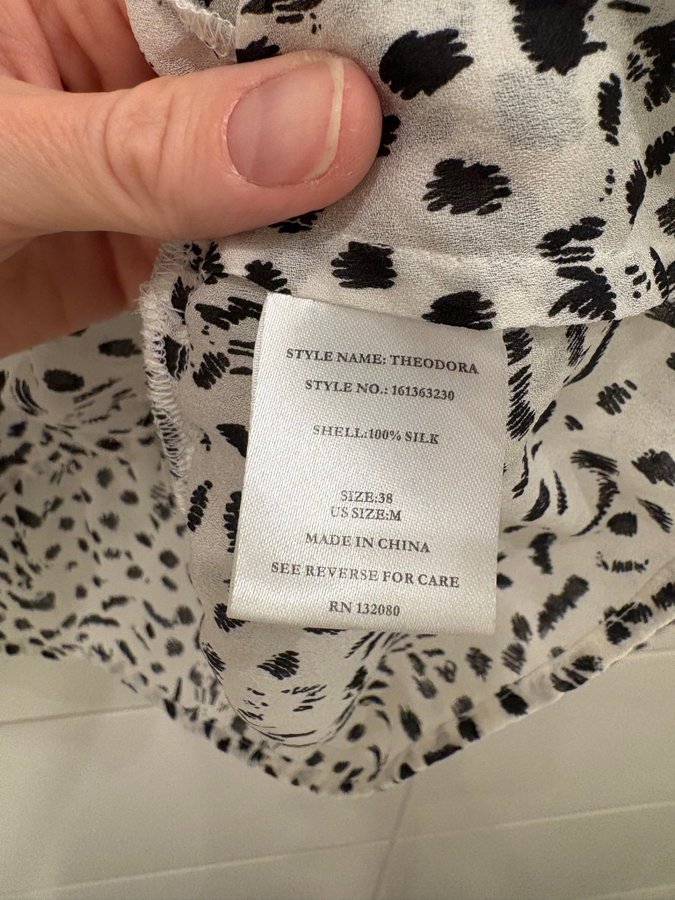 STYLE NAME: THEODORA
STYLE NO.: 161363230
SHELL:100% SILK
SIZE:38
US SIZE:M
MADE IN CHINA
SEE REVERSE FOR CARE
RN 132080